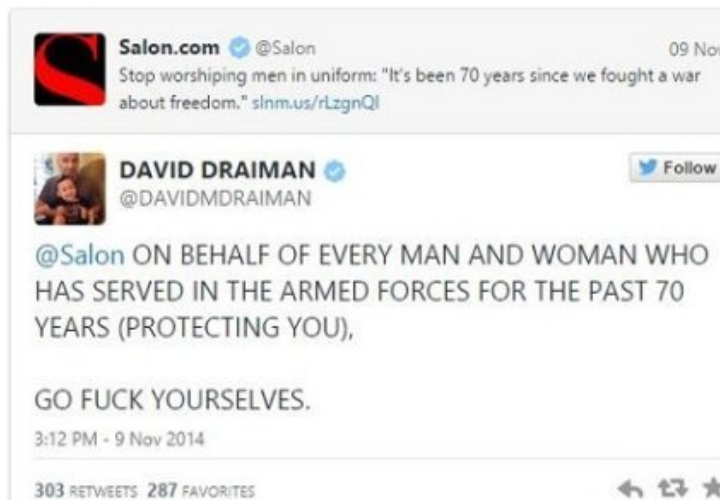 Salon.com @Salon 09 Nov
Stop worshiping men in uniform: "It's been 70 years since we fought a war
about freedom." slnm.us/rLzgnQl
DAVID DRAIMAN Follow
@DAVIDMDRAIMAN
@Salon ON BEHALF OF EVERY MAN AND WOMAN WHO
HAS SERVED IN THE ARMED FORCES FOR THE PAST 70
YEARS (PROTECTING YOU),
GO FUCK YOURSELVES.
3:12 PM - 9 Nov 2014
303 RETWEETS 287 FAVORITES